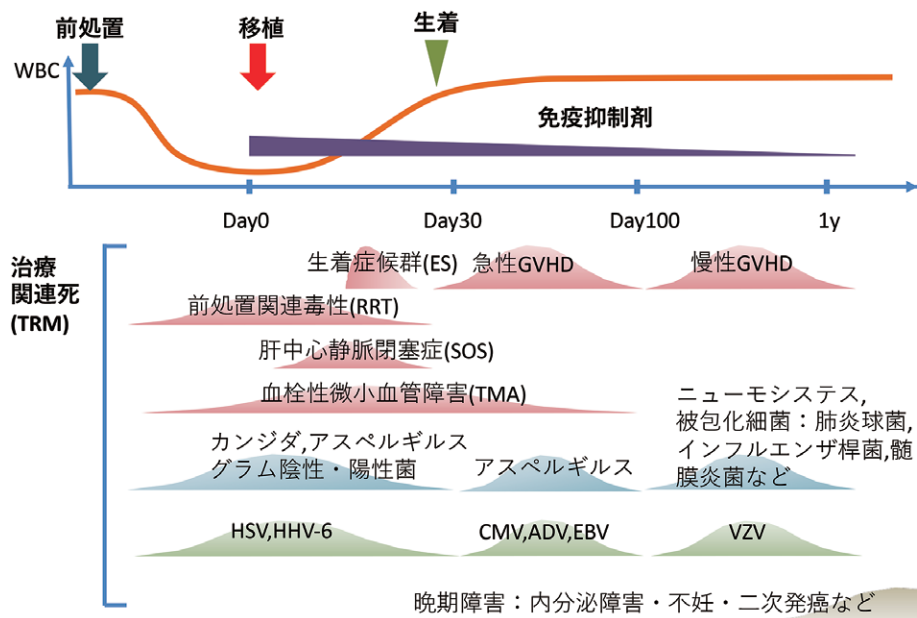 前処置
移植
生着
WBC
免疫抑制剤
Day0
Day30
Day100
1y
治療
関連死
(TRM)
生着症候群(ES)
急性GVHD
慢性GVHD
前処置関連毒性(RRT)
肝中心静脈閉塞症(SOS)
血栓性微小血管障害(TMA)
カンジダ,アスペルギルス
グラム陰性・陽性菌
アスペルギルス
ニューモシステス,
被包化細菌：肺炎球菌,
インフルエンザ桿菌,髄
膜炎菌など
HSV,HHV-6
CMV,ADV,EBV
VZV
晩期障害：内分泌障害・不妊・二次発癌など